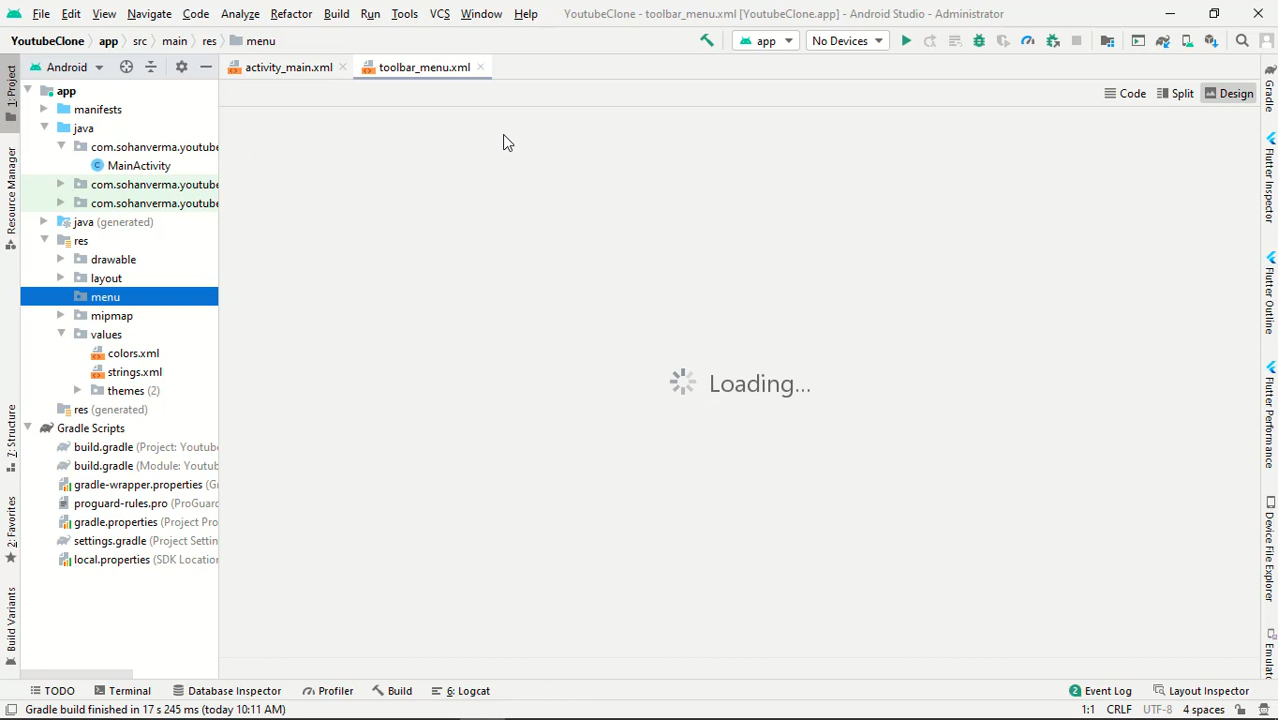 File Edit View Navigate Code Analyze Refactor Build Run Tools VCS Window Help YoutubeClone - toolbar_menu.xml [YoutubeClone.app] - Android Studio - Administrator
YoutubeClone app src main res menu app No Devices
Android activity_main.xml toolbar_menu.xml
Code Split Design
1: Project
Resource Manager
Z: Structure
2: Favorites
Build Variants
app
manifests
java
com.sohanverma.youtube
MainActivity
com.sohanverma.youtube
com.sohanverma.youtube
java (generated)
res
drawable
layout
menu
mipmap
values
colors.xml
strings.xml
themes (2)
res (generated)
Gradle Scripts
build.gradle (Project: Youtube
build.gradle (Module: Youtub
gradle-wrapper.properties (G
proguard-rules.pro (ProGuar
gradle.properties (Project Pro
settings.gradle (Project Settin
local.properties (SDK Location
Loading...
Gradle
Flutter Inspector
Flutter Outline
Flutter Performance
Device File Explorer
Emulato
TODO Terminal Database Inspector Profiler Build 6: Logcat 2 Event Log Layout Inspector
Gradle build finished in 17 s 245 ms (today 10:11 AM) 1:1 CRLF UTF-8 4 spaces